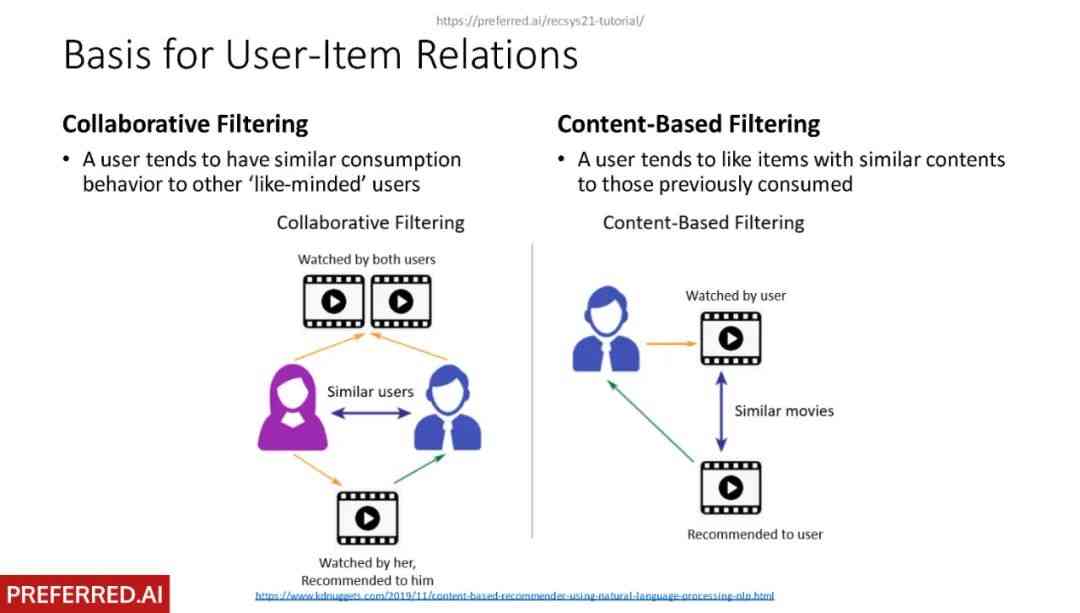 https://preferred.ai/recsys21-tutorial/
Basis for User-Item Relations
Collaborative Filtering
• A user tends to have similar consumption
behavior to other ‘like-minded’ users
Content-Based Filtering
• A user tends to like items with similar contents
to those previously consumed
Collaborative Filtering
Watched by both users
Similar users
Watched by her,
Recommended to him
Content-Based Filtering
Watched by user
Similar movies
Recommended to user
PREFERRED.AI
https://www.kdnuggets.com/2019/11/content-based-recommender-using-natural-language-processing-nlp.html